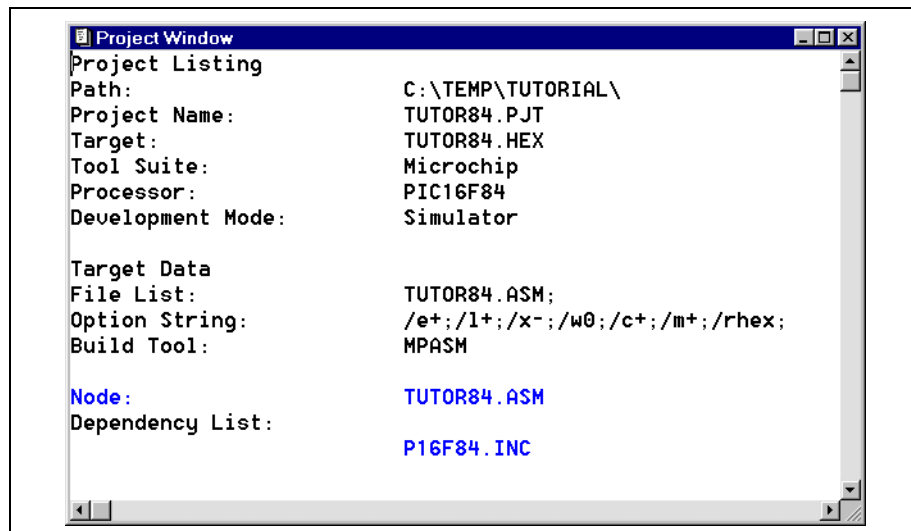 Project Window
Project Listing
Path: C:\TEMP\TUTORIAL\
Project Name: TUTOR84.PJT
Target: TUTOR84.HEX
Tool Suite: Microchip
Processor: PIC16F84
Development Mode: Simulator
Target Data
File List: TUTOR84.ASM;
Option String: /e+;/l+;/x-;/w0;/c+;/m+;/rhex;
Build Tool: MPASM
Node: TUTOR84.ASM
Dependency List:
P16F84.INC